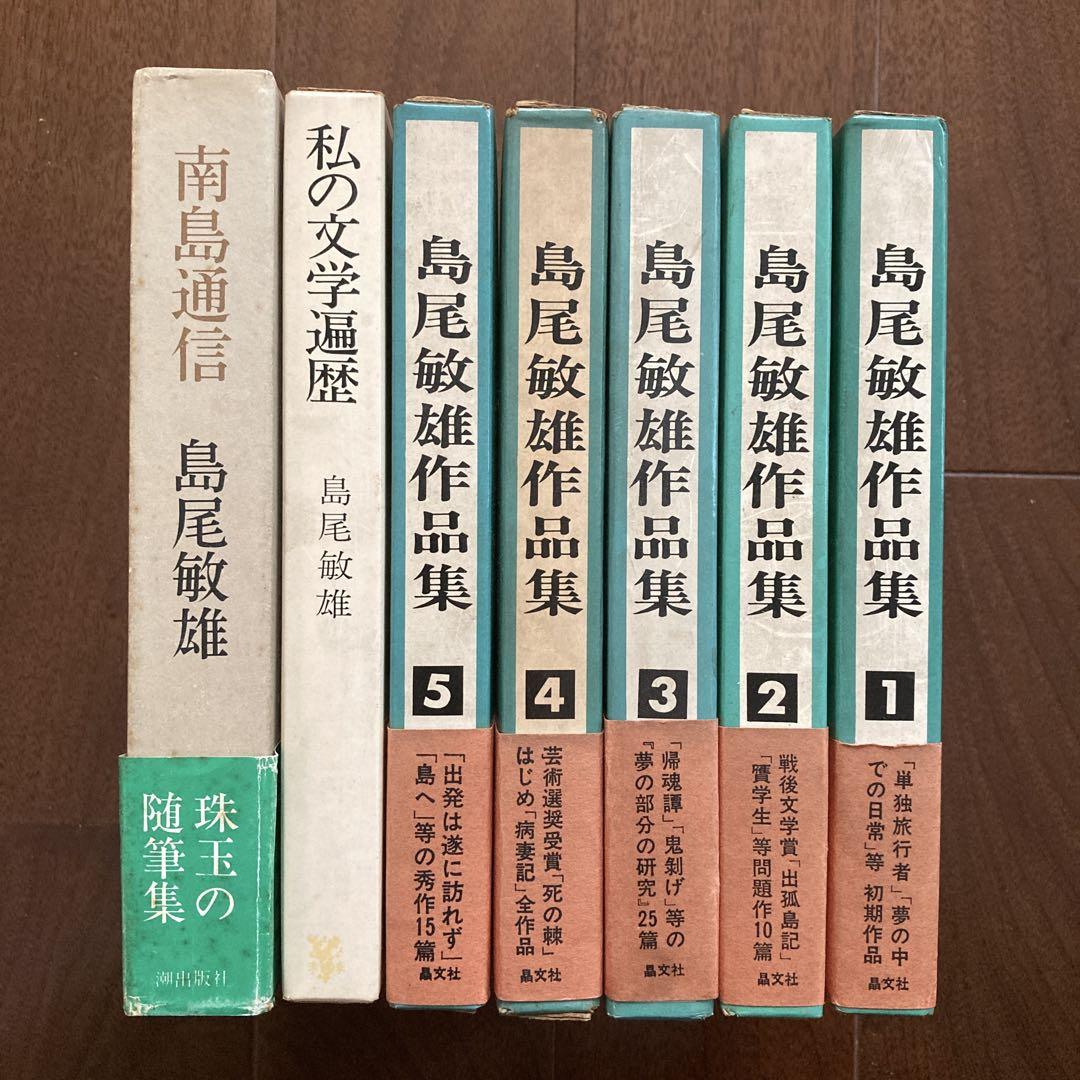 南島通信
島尾敏雄
珠玉の
随筆集
潮出版社
私の文学遍歴
島尾敏雄
島尾敏雄作品集
5
「出発は遂に訪れず」
「島へ」等の秀作15篇
晶文社
島尾敏雄作品集
4
芸術選奨受賞「死の棘」
はじめ「病妻記」全作品
晶文社
島尾敏雄作品集
3
「帰魂譚」「鬼剝げ」等の
『夢の部分の研究』25篇
晶文社
島尾敏雄作品集
2
戦後文学賞「出孤島記」
「贋学生」等問題作10篇
晶文社
島尾敏雄作品集
1
「単独旅行者」「夢の中
での日常」等 初期作品
晶文社